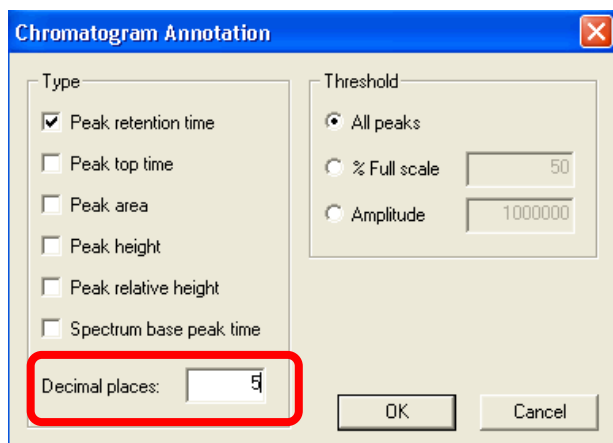 Chromatogram Annotation
Type
Peak retention time
Peak top time
Peak area
Peak height
Peak relative height
Spectrum base peak time
Decimal places: 5
Threshold
All peaks
% Full scale 50
Amplitude 1000000
OK Cancel